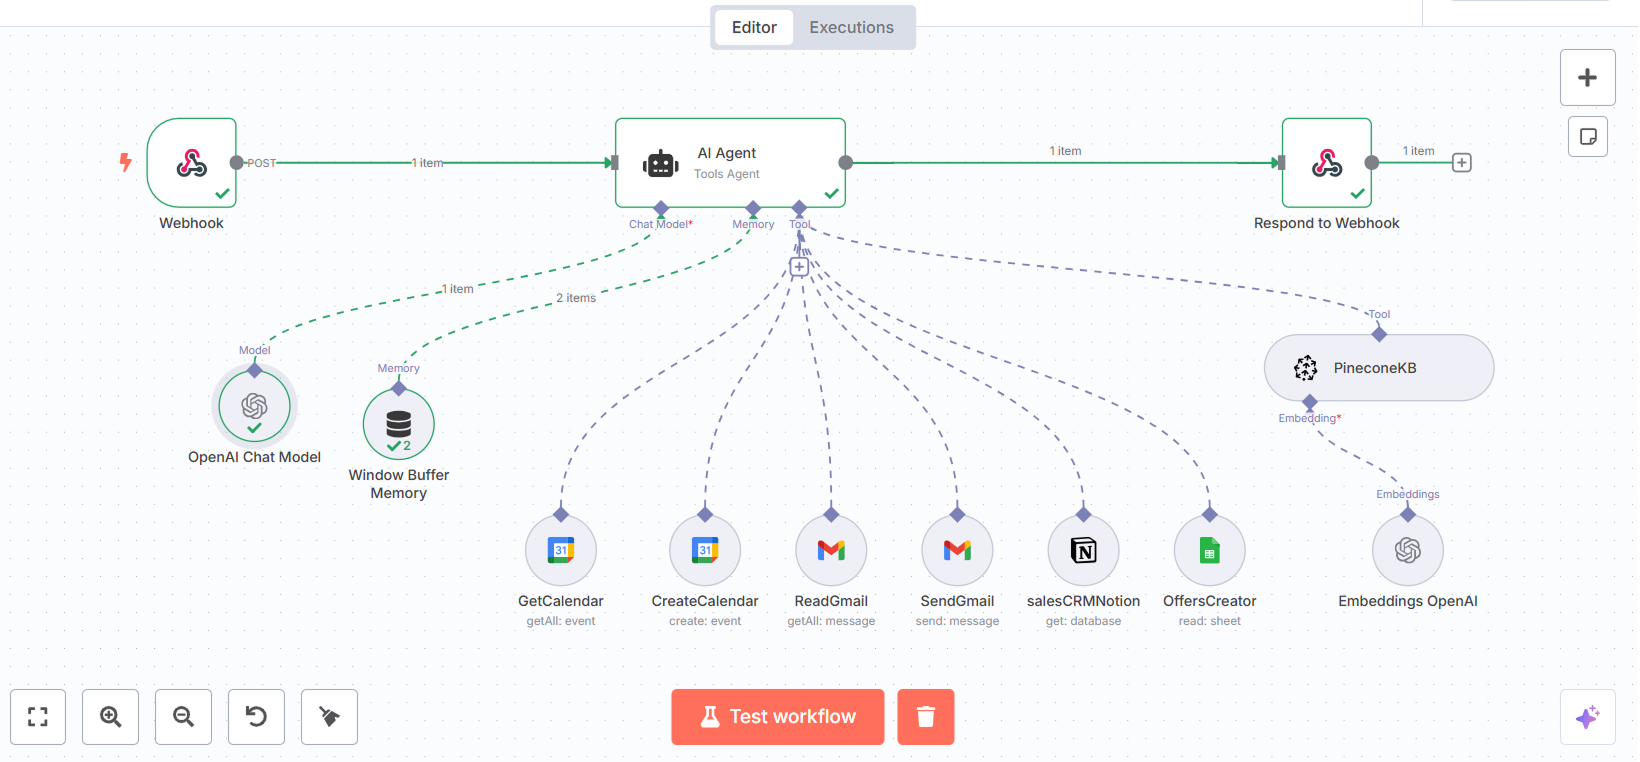 Editor
Executions
POST
1 item
AI Agent
Tools Agent
1 item
1 item
Webhook
Chat Model*
Memory
Tool
Respond to Webhook
1 item
2 items
Tool
Model
Memory
PineconeKB
Embedding*
2
OpenAI Chat Model
Window Buffer
Memory
Embeddings
31
31
N
GetCalendar
getAll: event
CreateCalendar
create: event
ReadGmail
getAll: message
SendGmail
send: message
salesCRMNotion
get: database
OffersCreator
read: sheet
Embeddings OpenAI
Test workflow